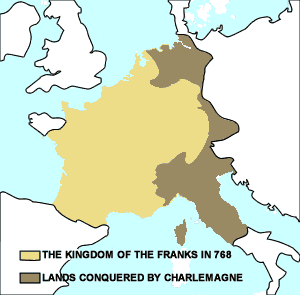 THE KINGDOM OF THE FRANKS IN 768
LANDS CONQUERED BY CHARLEMAGNE